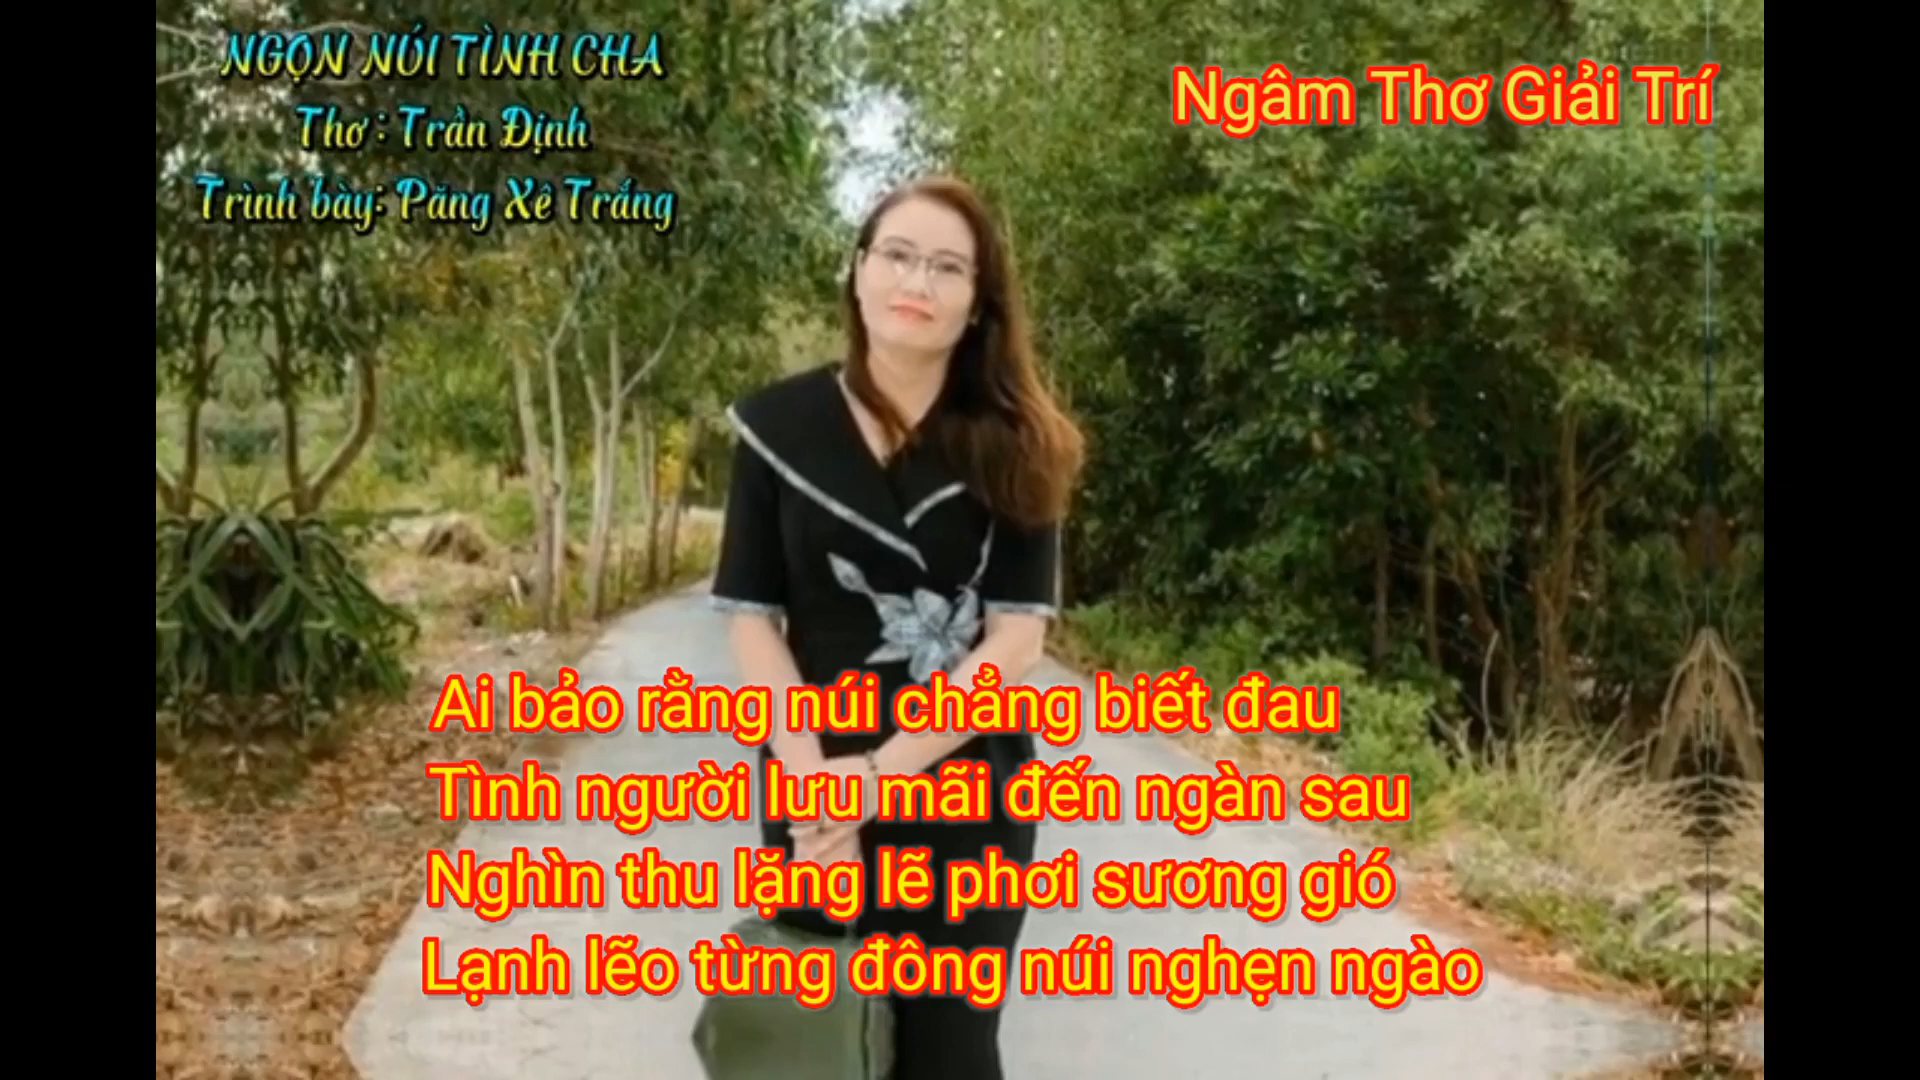 NGỌN NÚI TÌNH CHA
Thơ : Trần Định
Trình bày: Păng Xê Trắng
Ngâm Thơ Giải Trí
Ai bảo rằng núi chẳng biết đau
Tình người lưu mãi đến ngàn sau
Nghìn thu lặng lẽ phơi sương gió
Lạnh lẽo từng đông núi nghẹn ngào